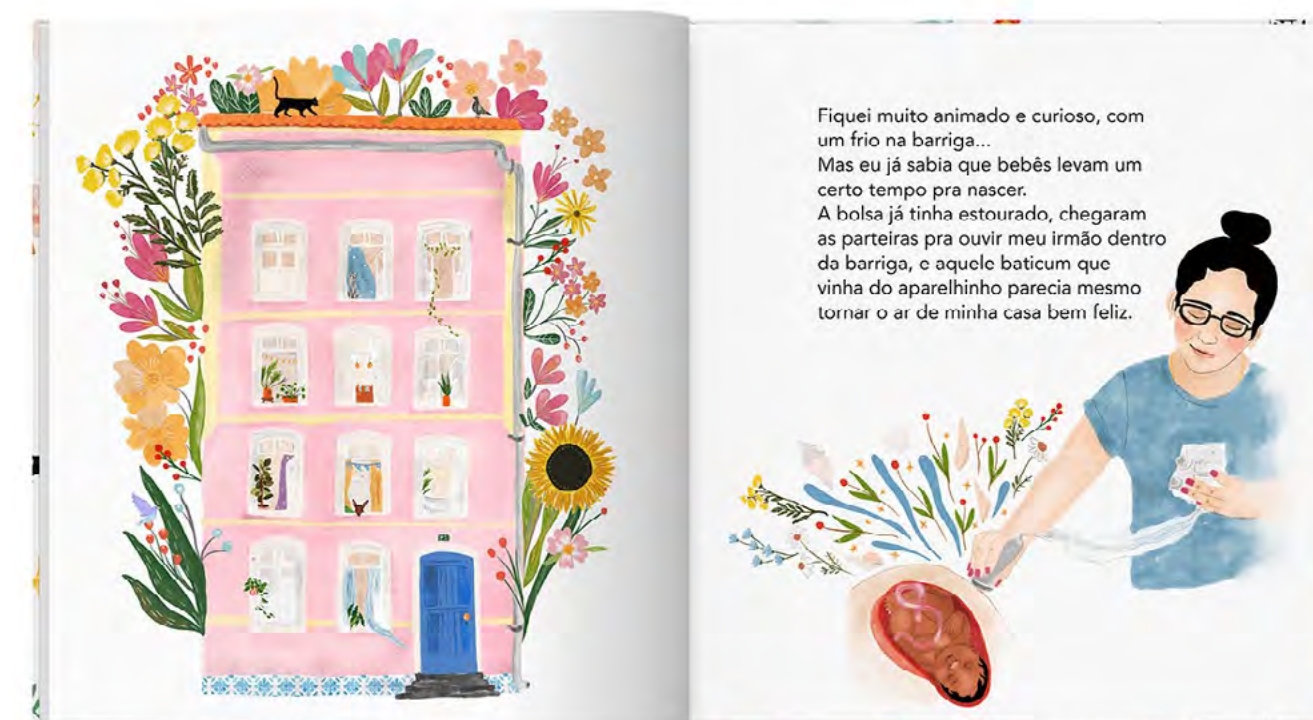 Fiquei muito animado e curioso, com
um frio na barriga...
Mas eu já sabia que bebês levam um
certo tempo pra nascer.
A bolsa já tinha estourado, chegaram
as parteiras pra ouvir meu irmão dentro
da barriga, e aquele baticum que
vinha do aparelhinho parecia mesmo
tornar o ar de minha casa bem feliz.